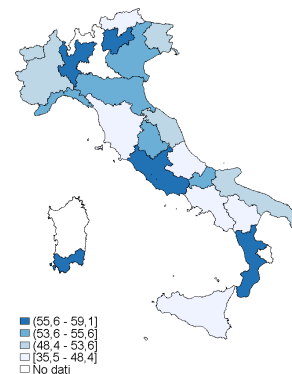 (55,6 - 59,1]
(53,6 - 55,6]
(48,4 - 53,6]
[35,5 - 48,4]
No dati